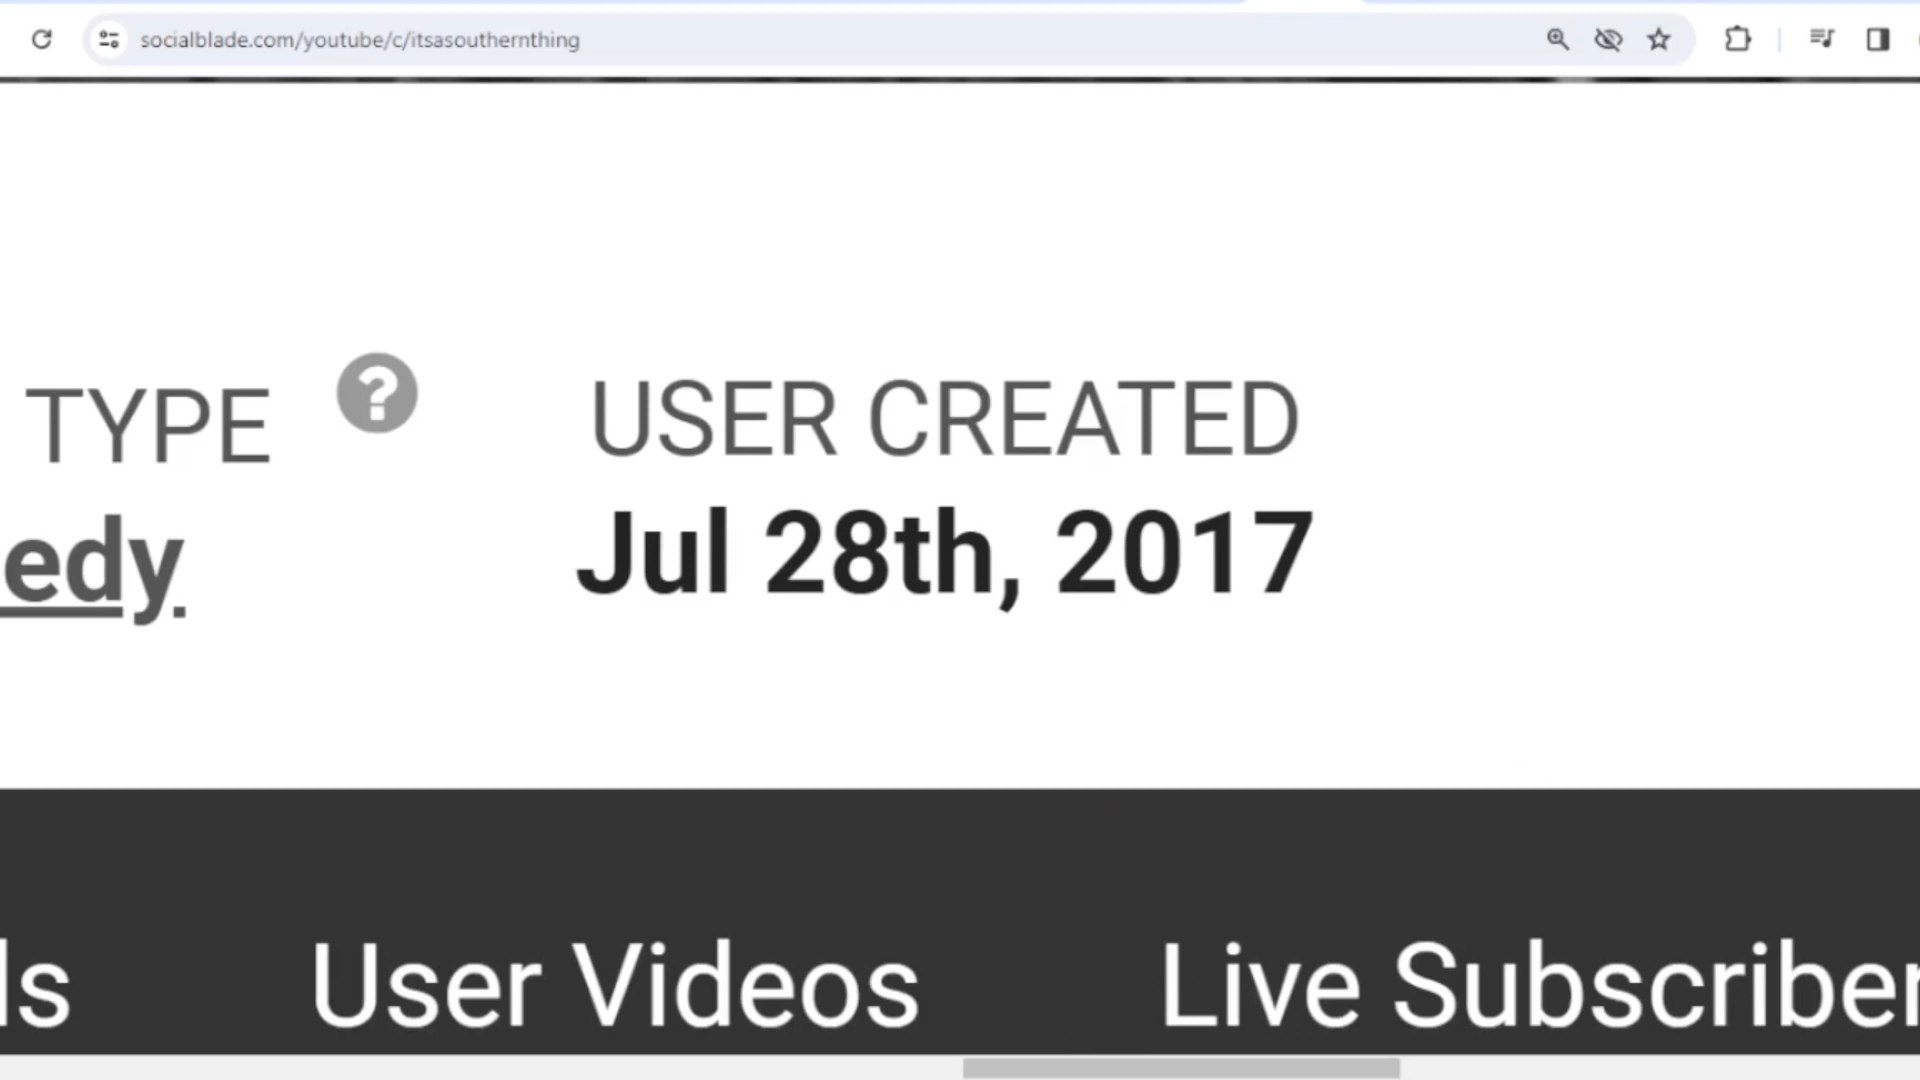 socialblade.com/youtube/c/itsasouthernthing
TYPE ? USER CREATED
edy Jul 28th, 2017
ls User Videos Live Subscriber